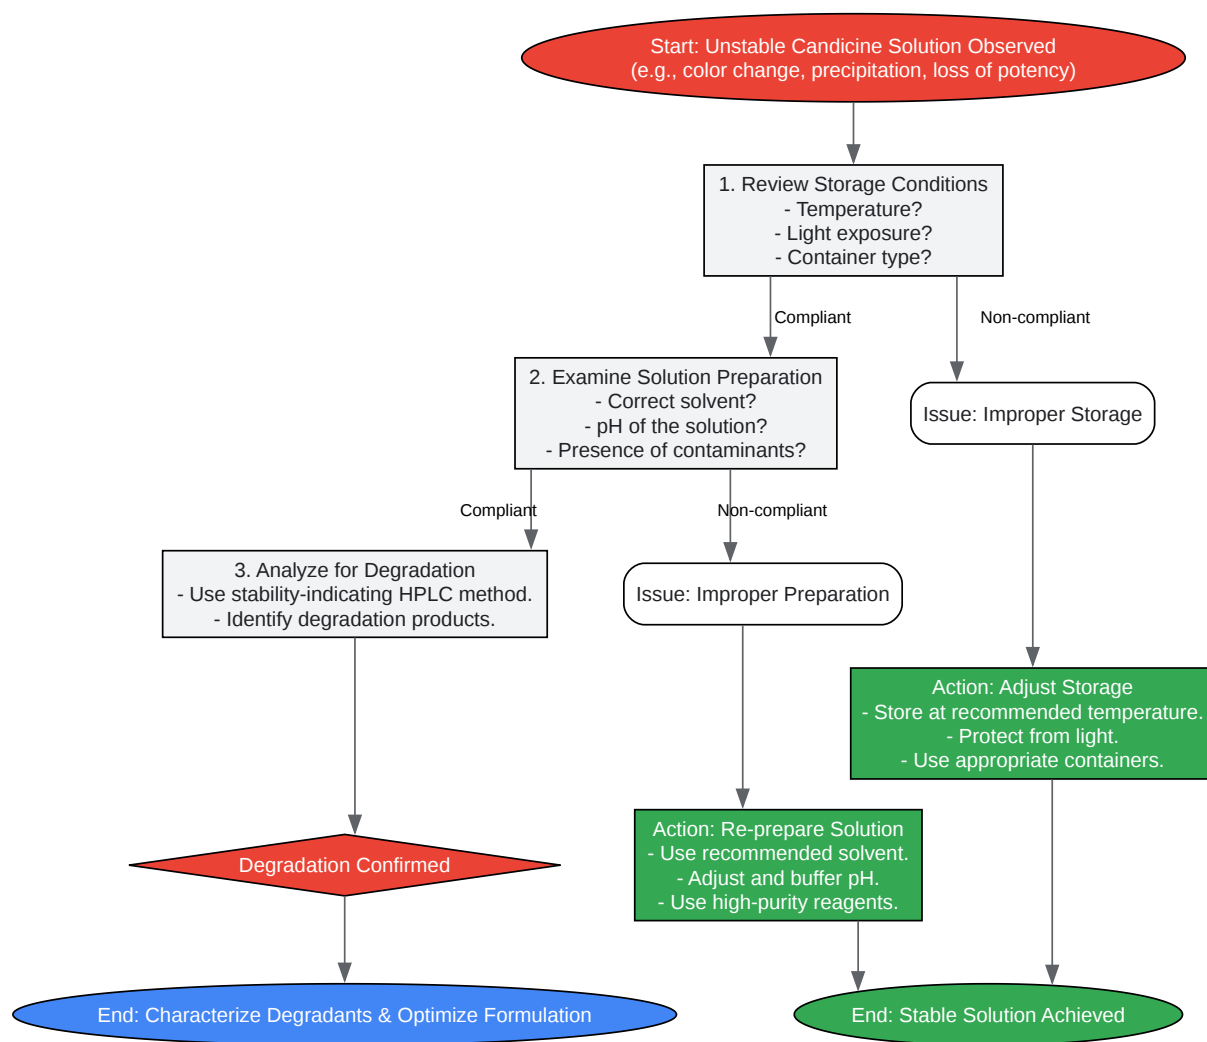 Start: Unstable Candicine Solution Observed
(e.g., color change, precipitation, loss of potency)
1. Review Storage Conditions
- Temperature?
- Light exposure?
- Container type?
Compliant
Non-compliant
2. Examine Solution Preparation
- Correct solvent?
- pH of the solution?
- Presence of contaminants?
Issue: Improper Storage
Compliant
Non-compliant
3. Analyze for Degradation
- Use stability-indicating HPLC method.
- Identify degradation products.
Issue: Improper Preparation
Action: Adjust Storage
- Store at recommended temperature.
- Protect from light.
- Use appropriate containers.
Action: Re-prepare Solution
- Use recommended solvent.
- Adjust and buffer pH.
- Use high-purity reagents.
Degradation Confirmed
End: Characterize Degradants & Optimize Formulation
End: Stable Solution Achieved